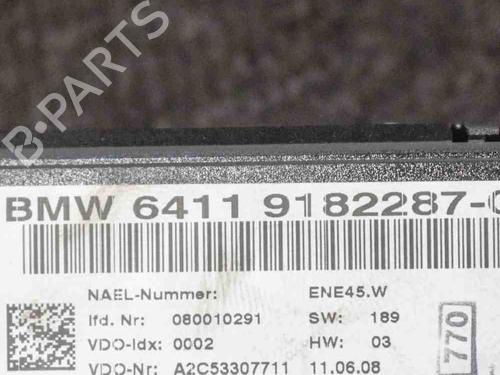 B-PARTS
BMW 6411 9182287-
NAEL-Nummer: ENE45.W
lfd. Nr: 080010291 SW: 189
VDO-Idx: 0002 HW: 03
VDO-Nr: A2C53307711 11.06.08
770